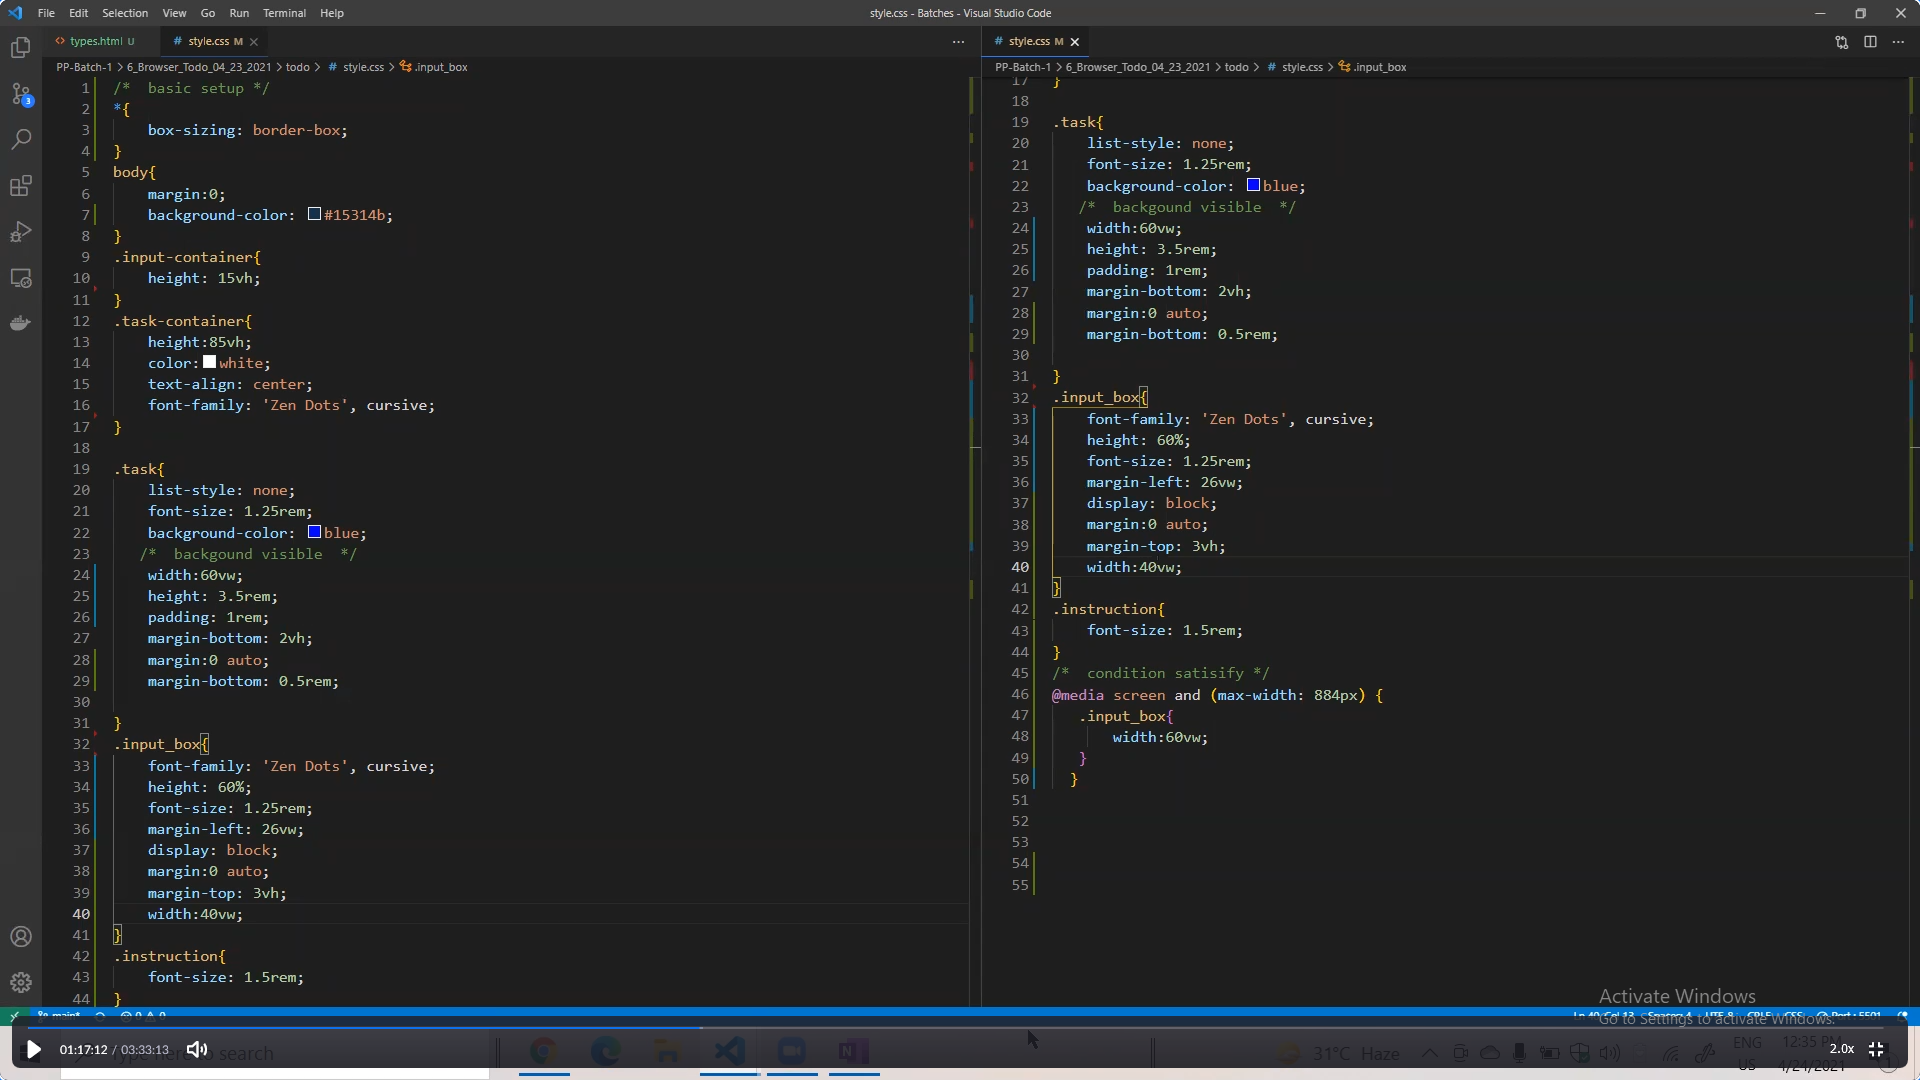 File Edit Selection View Go Run Terminal Help
style.css - Batches - Visual Studio Code
types.html U
# style.css M
# style.css M
PP-Batch-1 > 6_Browser_Todo_04_23_2021 > todo > # style.css > .input_box
PP-Batch-1 > 6_Browser_Todo_04_23_2021 > todo > # style.css > .input_box
1 /*  basic setup */
2 *{
3 box-sizing: border-box;
4 }
5 body{
6 margin:0;
7 background-color: #15314b;
8 }
9 .input-container{
10 height: 15vh;
11 }
12 .task-container{
13 height:85vh;
14 color: white;
15 text-align: center;
16 font-family: 'Zen Dots', cursive;
17 }
18
19 .task{
20 list-style: none;
21 font-size: 1.25rem;
22 background-color: blue;
23 /*  backgound visible  */
24 width:60vw;
25 height: 3.5rem;
26 padding: 1rem;
27 margin-bottom: 2vh;
28 margin:0 auto;
29 margin-bottom: 0.5rem;
30
31 }
32 .input_box{
33 font-family: 'Zen Dots', cursive;
34 height: 60%;
35 font-size: 1.25rem;
36 margin-left: 26vw;
37 display: block;
38 margin:0 auto;
39 margin-top: 3vh;
40 width:40vw;
41 }
42 .instruction{
43 font-size: 1.5rem;
44 }
17 }
18
19 .task{
20 list-style: none;
21 font-size: 1.25rem;
22 background-color: blue;
23 /*  backgound visible  */
24 width:60vw;
25 height: 3.5rem;
26 padding: 1rem;
27 margin-bottom: 2vh;
28 margin:0 auto;
29 margin-bottom: 0.5rem;
30
31 }
32 .input_box{
33 font-family: 'Zen Dots', cursive;
34 height: 60%;
35 font-size: 1.25rem;
36 margin-left: 26vw;
37 display: block;
38 margin:0 auto;
39 margin-top: 3vh;
40 width:40vw;
41 }
42 .instruction{
43 font-size: 1.5rem;
44 }
45 /*  condition satisify */
46 @media screen and (max-width: 884px) {
47 .input_box{
48 width:60vw;
49 }
50 }
51
52
53
54
55
3
Activate Windows
Go to Settings to activate Windows.
main*
01:17:12 / 03:33:13
here to search
31°C Haze
ENG
US
12:35 PM
4/24/2021
2.0x